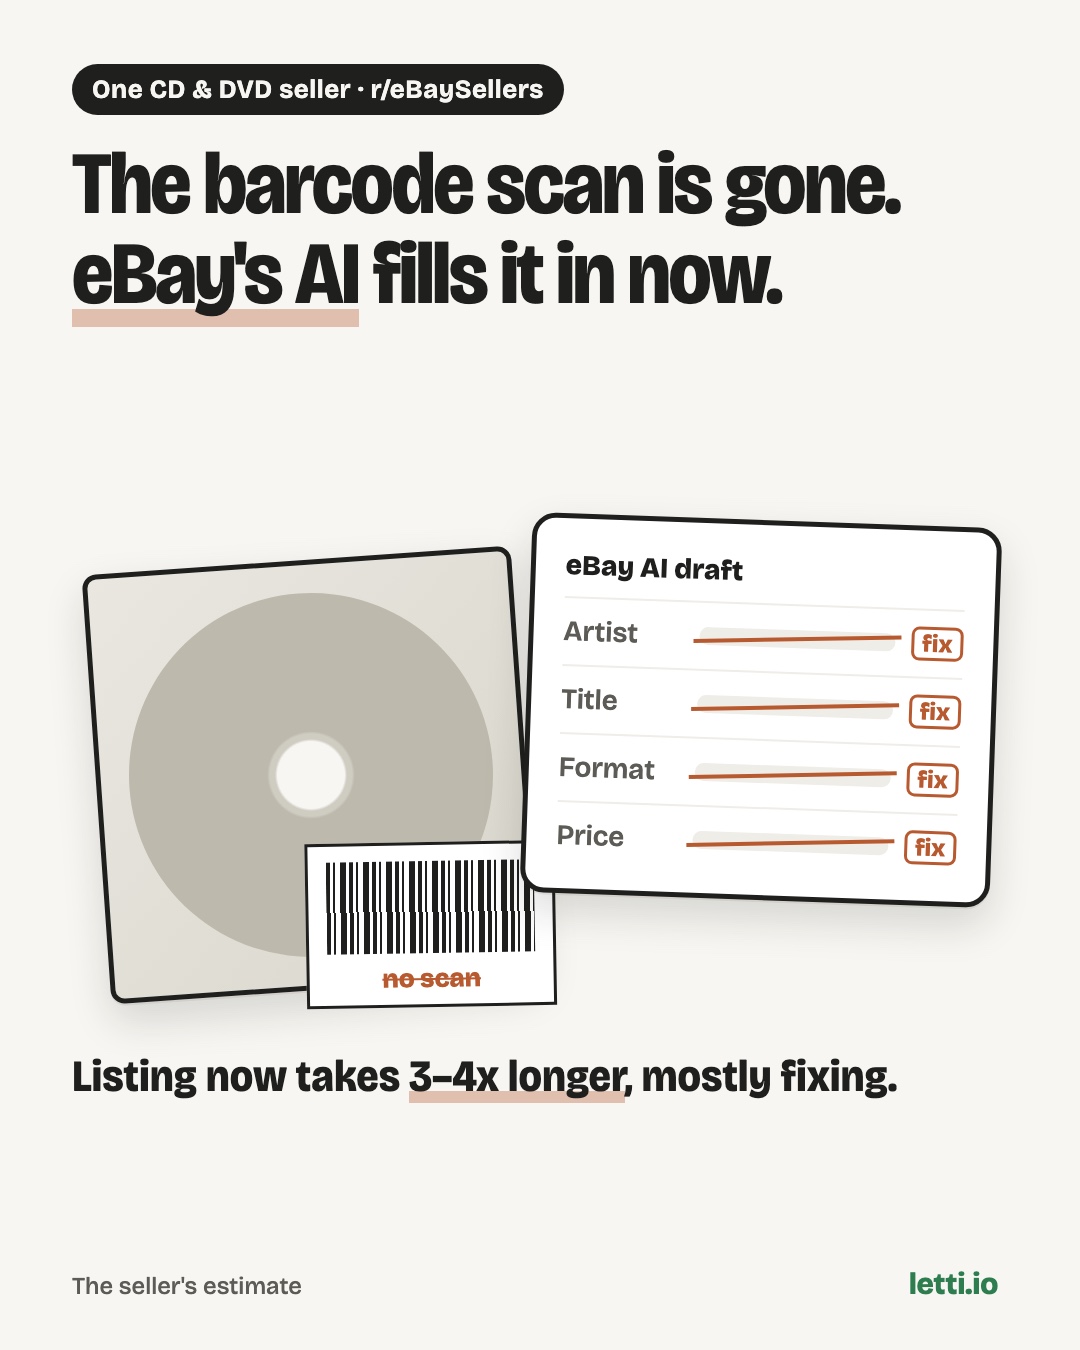 One CD & DVD seller · r/eBaySellers
The barcode scan is gone.
eBay's AI fills it in now.
eBay AI draft
Artist fix
Title fix
Format fix
Price fix
no scan
Listing now takes 3–4x longer, mostly fixing.
The seller's estimate
letti.io